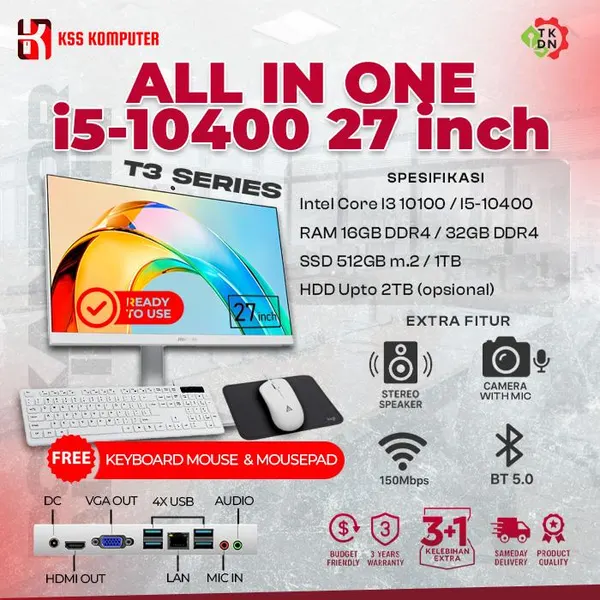 KSS KOMPUTER
TK
DN
ALL IN ONE
i5-10400 27 inch
T3 SERIES
SPESIFIKASI
Intel Core I3 10100 / I5-10400
RAM 16GB DDR4 / 32GB DDR4
SSD 512GB m.2 / 1TB
HDD Upto 2TB (opsional)
READY
TO USE
27 inch
EXTRA FITUR
STEREO
SPEAKER
CAMERA
WITH MIC
150Mbps
BT 5.0
FREE
KEYBOARD MOUSE & MOUSEPAD
DC
VGA OUT
4X USB
AUDIO
HDMI OUT
LAN
MIC IN
BUDGET
FRIENDLY
3
3 YEARS
WARRANTY
3+1
KELEBIHAN
EXTRA
SAMEDAY
DELIVERY
PRODUCT
QUALITY